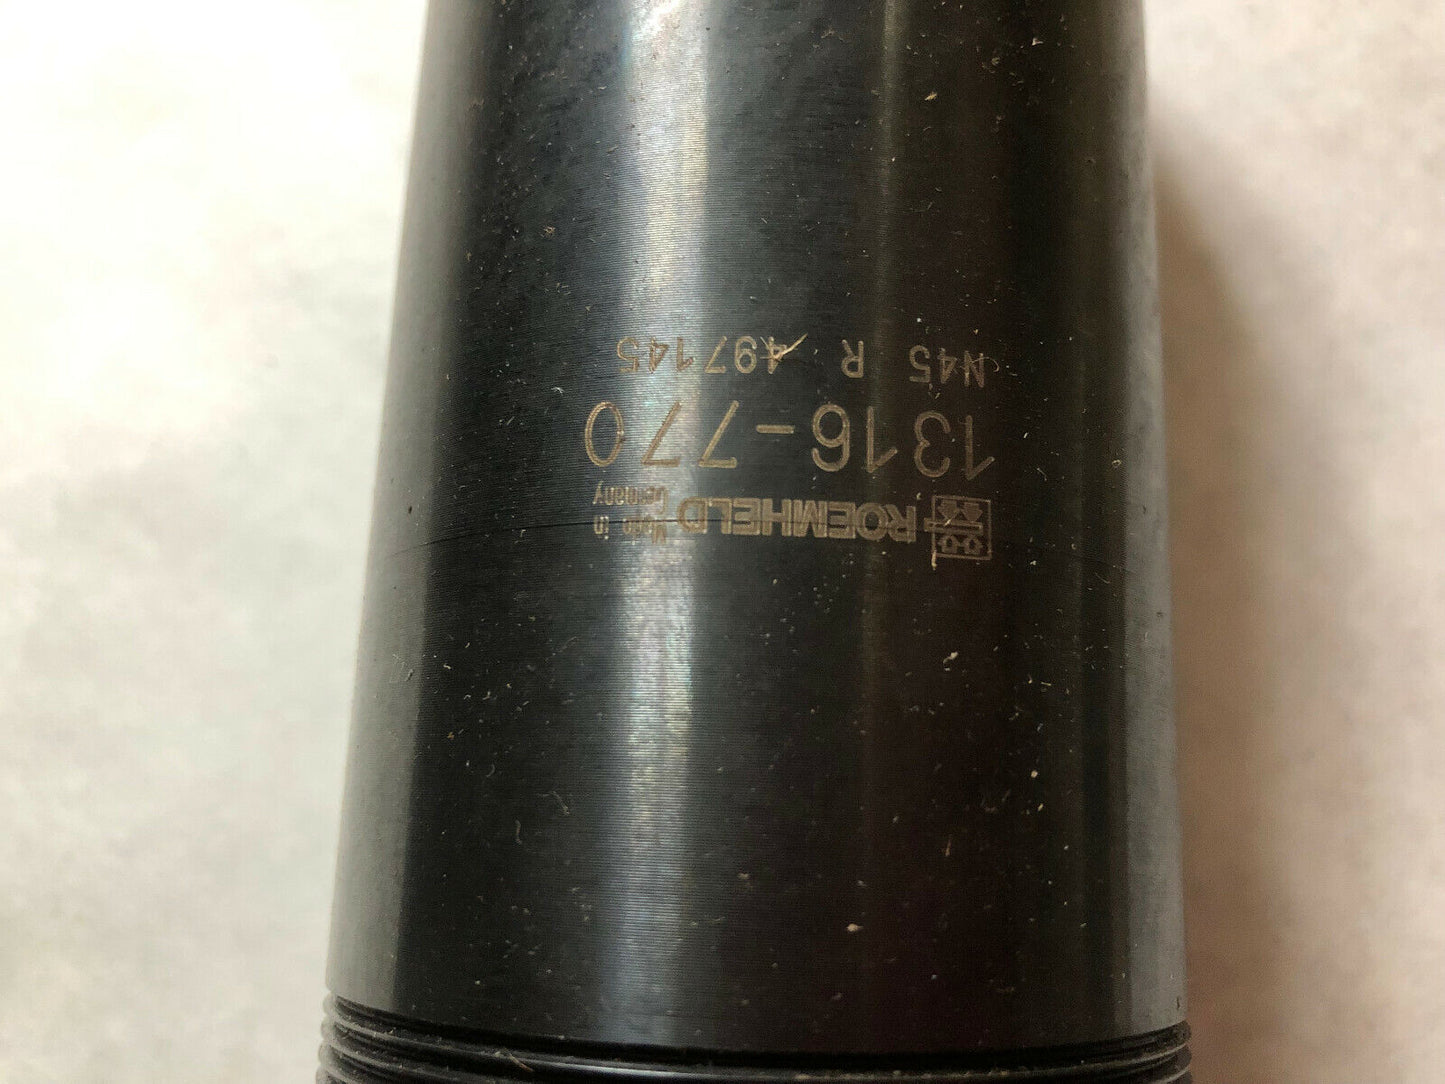 ROEMHELD Made in Germany
1316-770
N45 R 497145